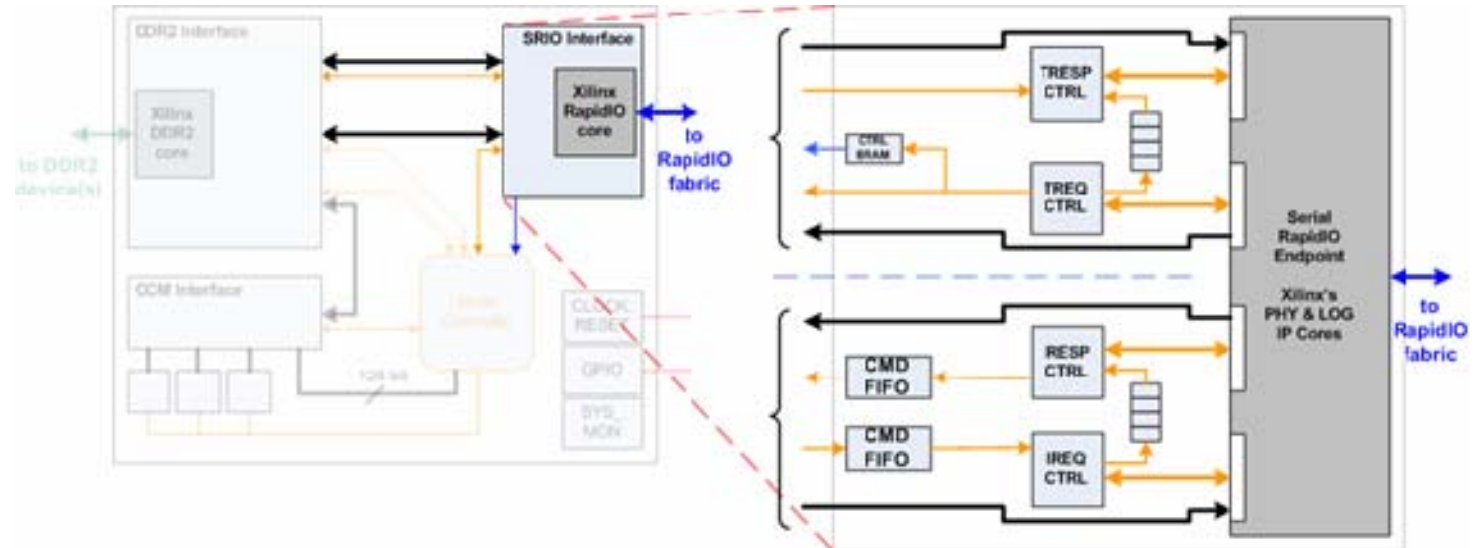 DDR2 Interface
Xilinx
DDR2
core
to DDR2
device(s)
SRIO Interface
Xilinx
RapidIO
core
to
RapidIO
fabric
CCM Interface
CLOCK
RESET
GPIO
SYS_
MON
TRESP
CTRL
CTRL
BRAM
TREQ
CTRL
RESP
CTRL
CMD
FIFO
CMD
FIFO
IREQ
CTRL
Serial
RapidIO
Endpoint
Xilinx's
PHY & LOG
IP Cores
to
RapidIO
fabric